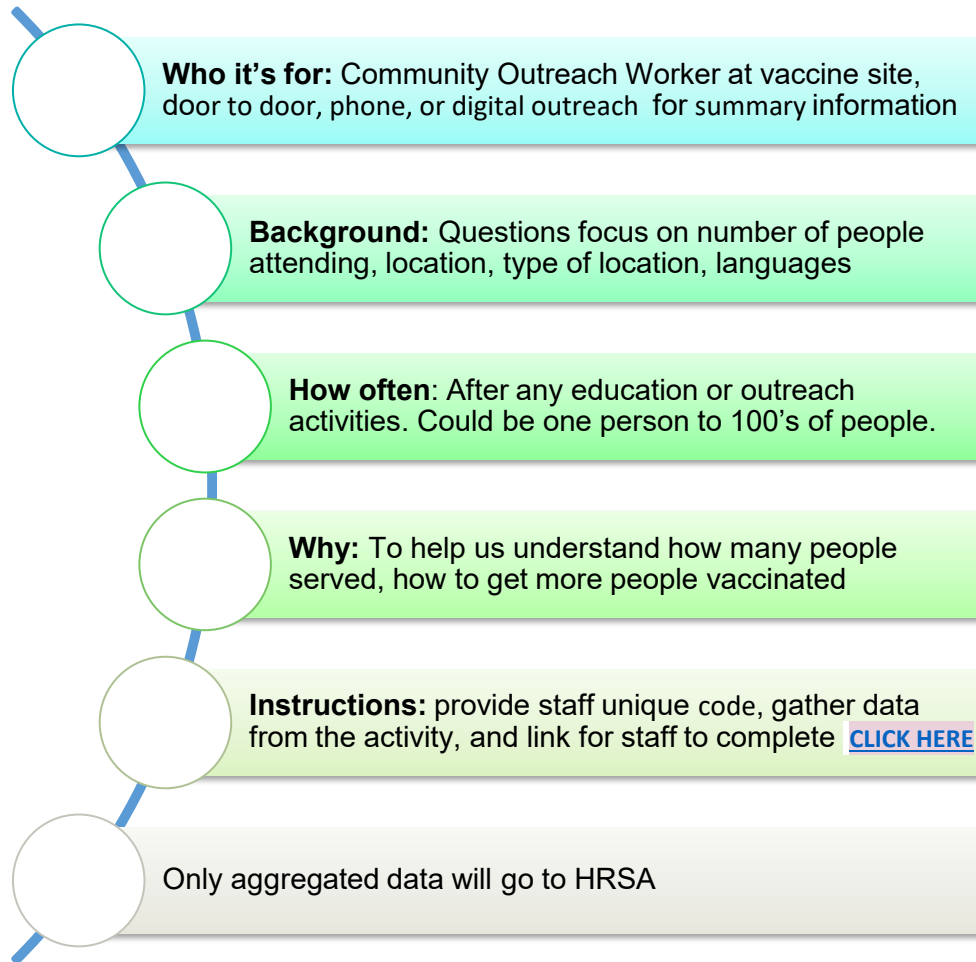 Who it's for: Community Outreach Worker at vaccine site,
door to door, phone, or digital outreach for summary information
Background: Questions focus on number of people
attending, location, type of location, languages
How often: After any education or outreach
activities. Could be one person to 100’s of people.
Why: To help us understand how many people
served, how to get more people vaccinated
Instructions: provide staff unique code, gather data
from the activity, and link for staff to complete CLICK HERE
Only aggregated data will go to HRSA